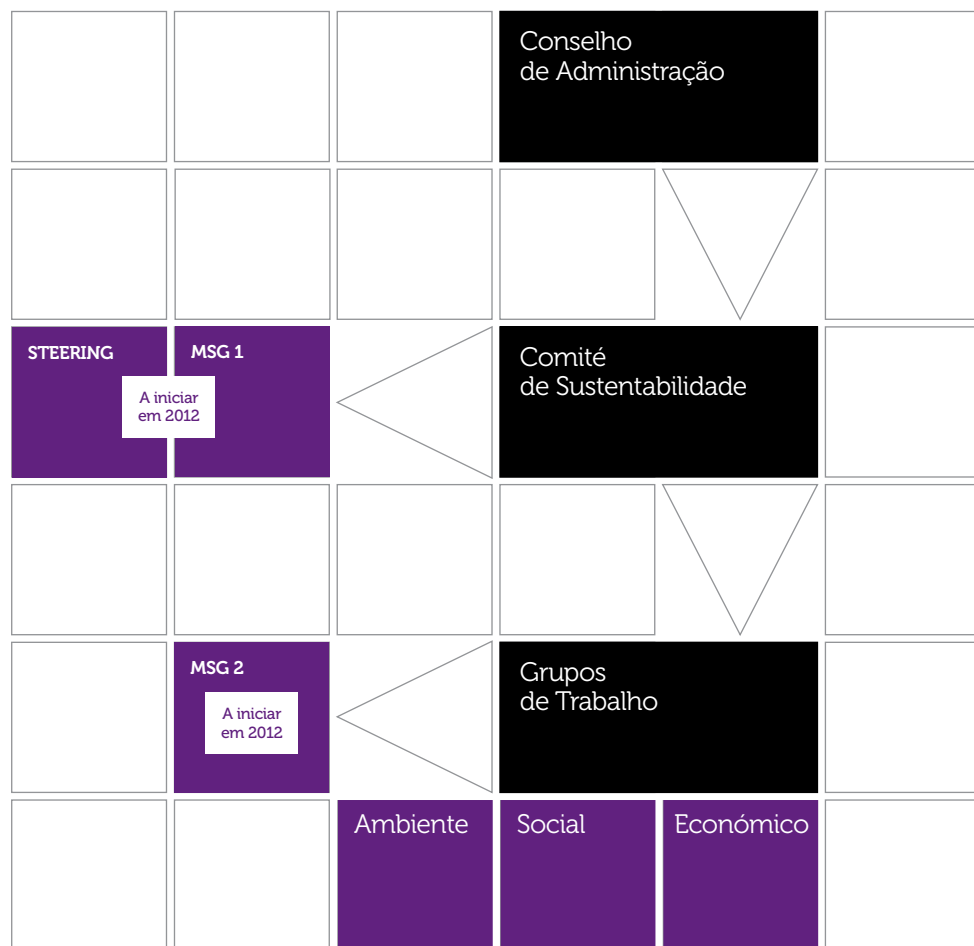 Conselho
de Administração
STEERING
MSG 1
A iniciar
em 2012
Comité
de Sustentabilidade
MSG 2
A iniciar
em 2012
Grupos
de Trabalho
Ambiente
Social
Económico